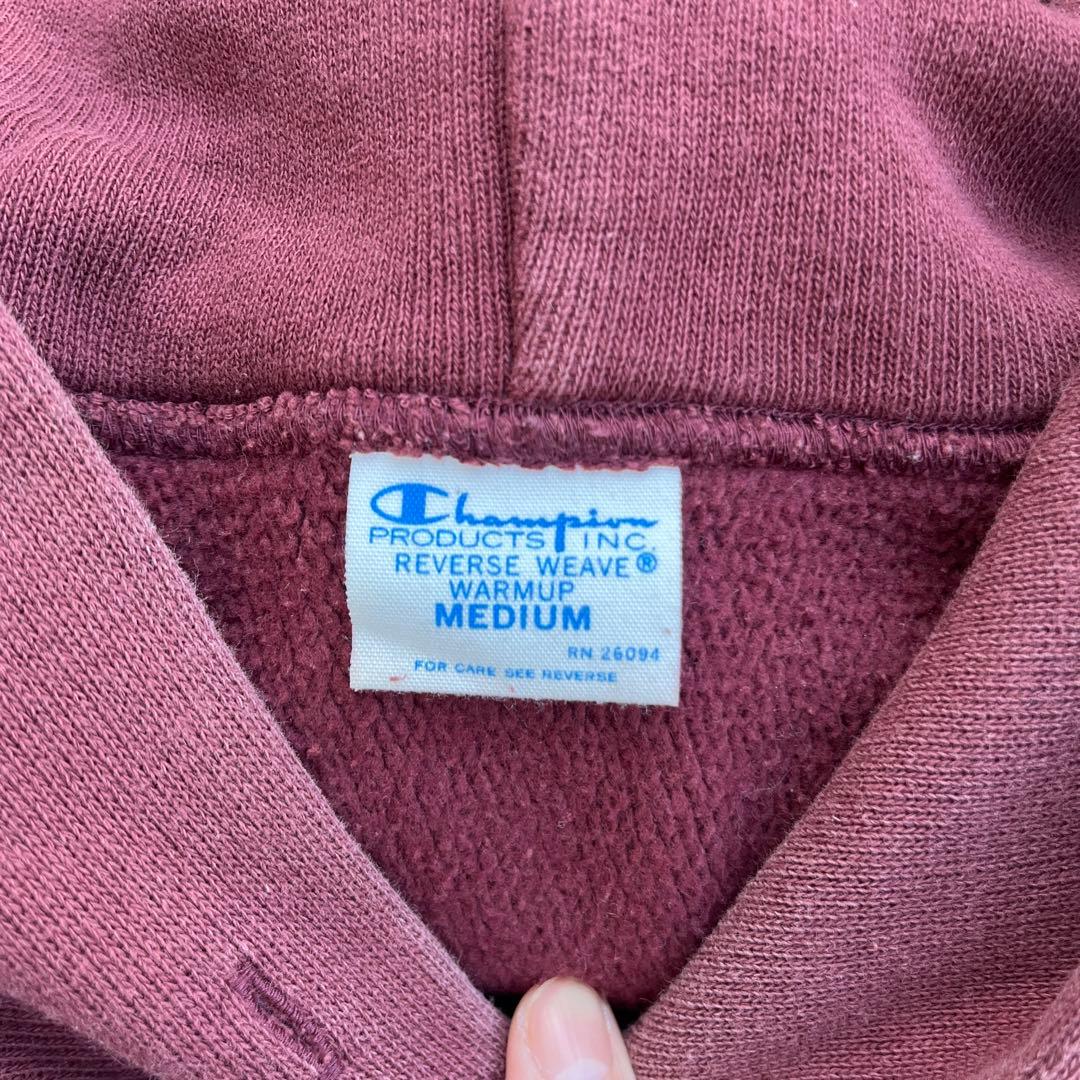 Champion
PRODUCTS INC.
REVERSE WEAVE®
WARMUP
MEDIUM
RN 26094
FOR CARE SEE REVERSE